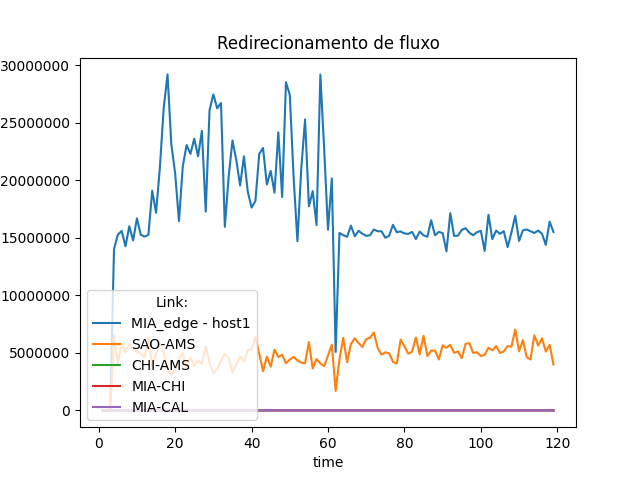 Redirecionamento de fluxo
30000000
25000000
20000000
15000000
10000000
5000000
0
Link:
MIA_edge - host1
SAO-AMS
CHI-AMS
MIA-CHI
MIA-CAL
0 20 40 60 80 100 120
time